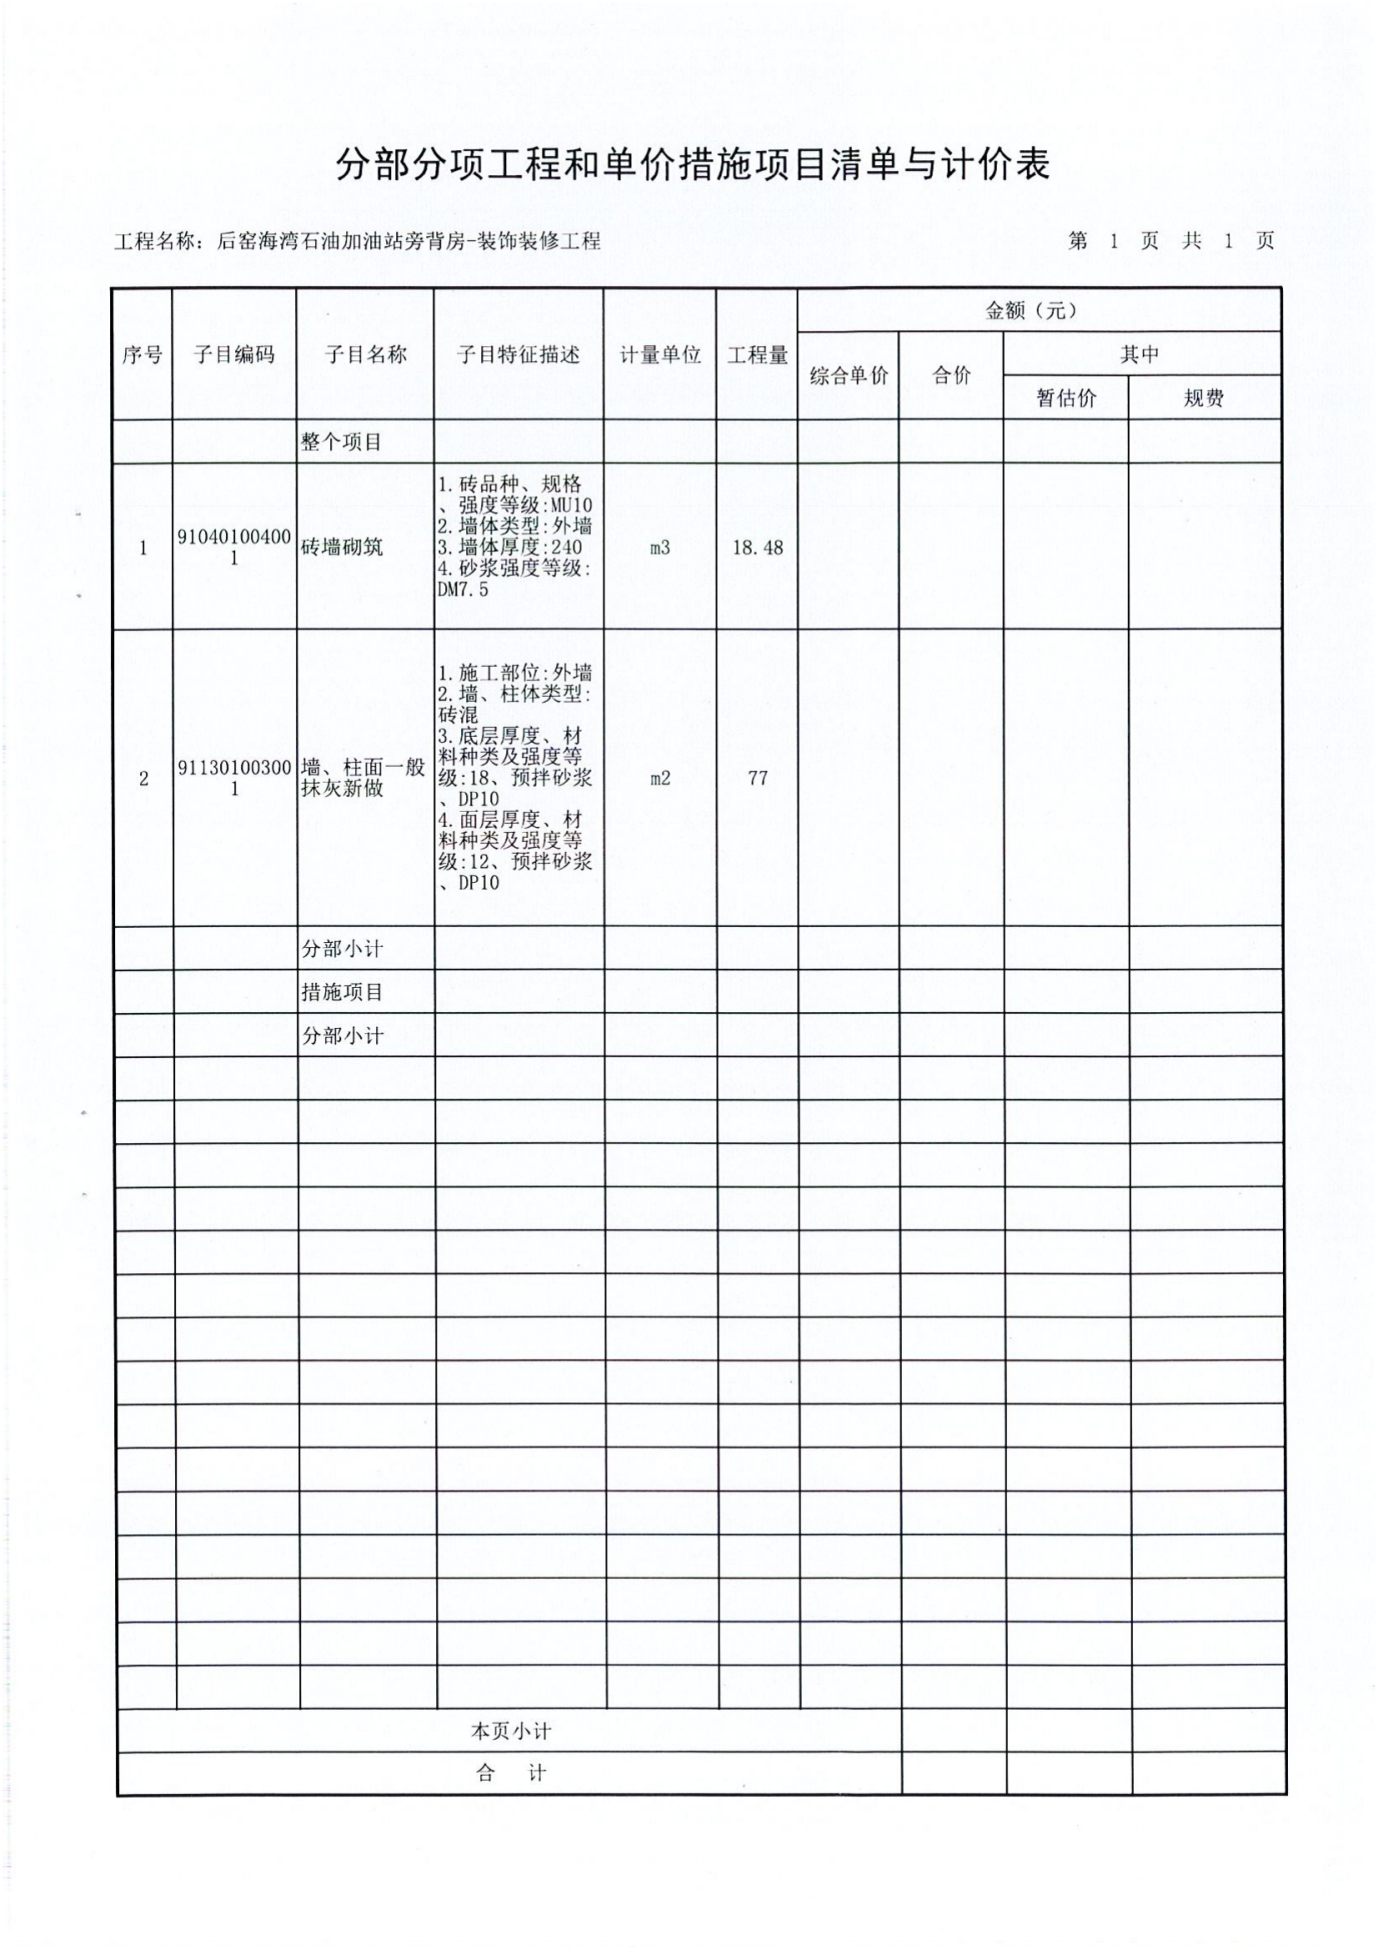 分部分项工程和单价措施项目清单与计价表
工程名称：后窑海湾石油加油站旁背房-装饰装修工程
第 1 页 共 1 页
序号
子目编码
子目名称
子目特征描述
计量单位
工程量
金额（元）
综合单价
合价
其中
暂估价
规费
整个项目
1
91040100400
1
砖墙砌筑
1.砖品种、规格
、强度等级:MU10
2.墙体类型:外墙
3.墙体厚度:240
4.砂浆强度等级:
DM7.5
m3
18.48
2
91130100300
1
墙、柱面一般
抹灰新做
1.施工部位:外墙
2.墙、柱体类型:
砖混
3.底层厚度、材
料种类及强度等
级:18、预拌砂浆
、DP10
4.面层厚度、材
料种类及强度等
级:12、预拌砂浆
、DP10
m2
77
分部小计
措施项目
分部小计
本页小计
合 计